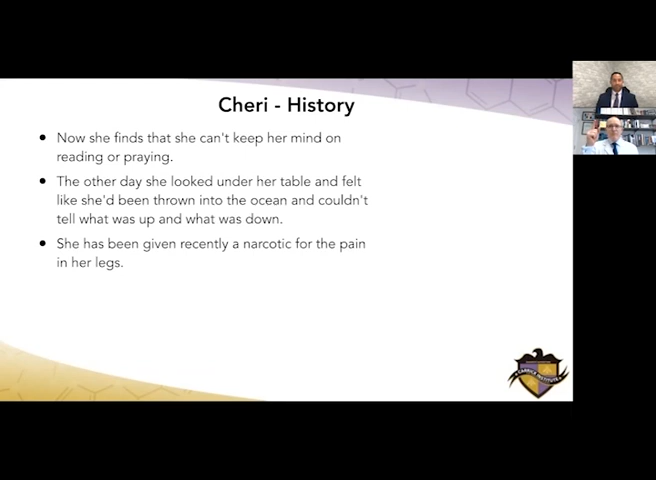 Cheri - History
Now she finds that she can't keep her mind on
reading or praying.
The other day she looked under her table and felt
like she'd been thrown into the ocean and couldn't
tell what was up and what was down.
She has been given recently a narcotic for the pain
in her legs.
CARRICK INSTITUTE